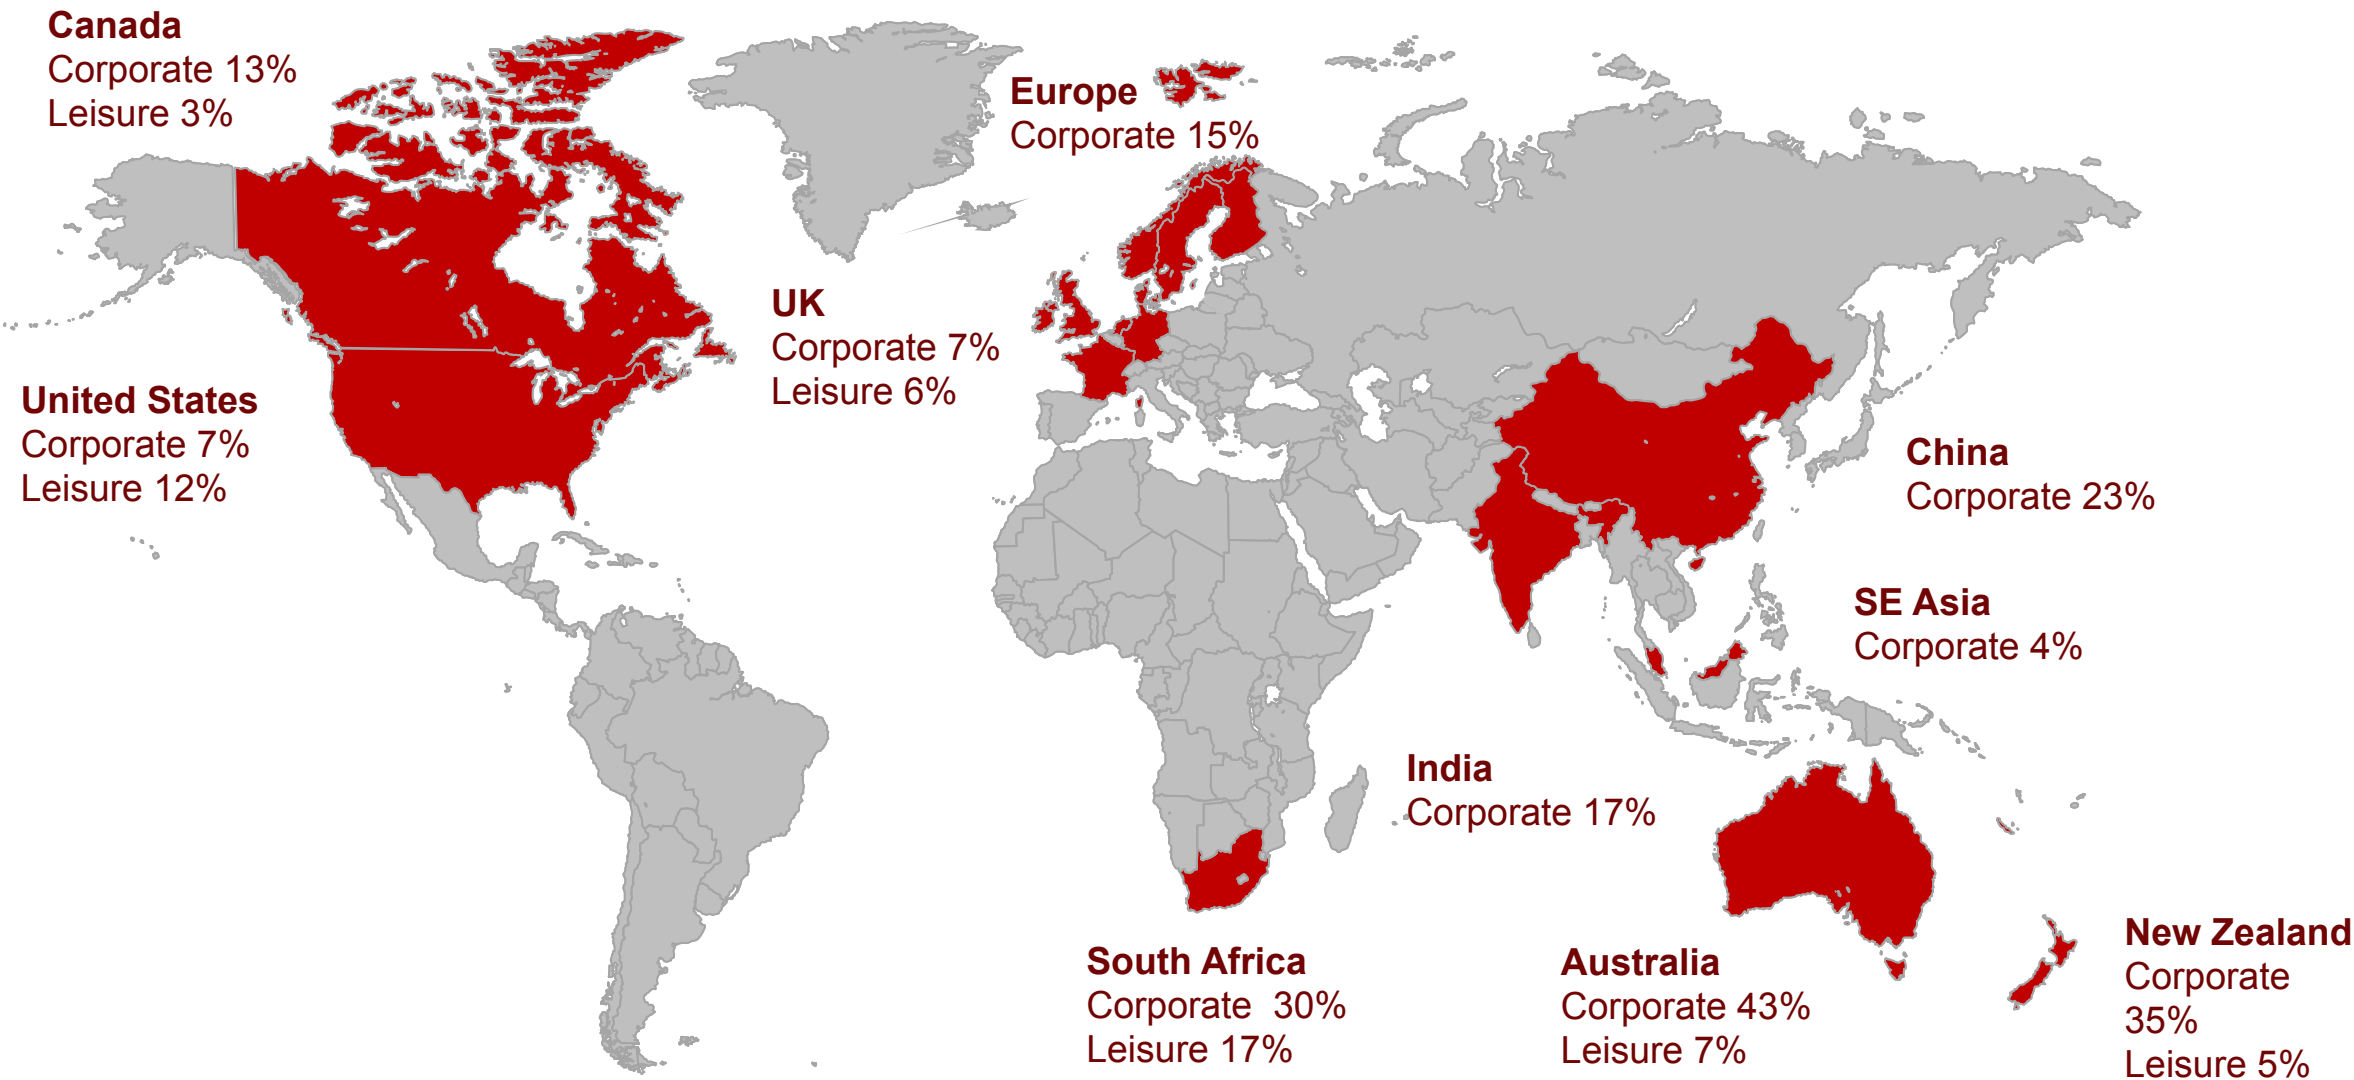 Canada
Corporate 13%
Leisure 3%
Europe
Corporate 15%
UK
Corporate 7%
Leisure 6%
United States
Corporate 7%
Leisure 12%
China
Corporate 23%
SE Asia
Corporate 4%
India
Corporate 17%
South Africa
Corporate  30%
Leisure 17%
Australia
Corporate 43%
Leisure 7%
New Zealand
Corporate
35%
Leisure 5%